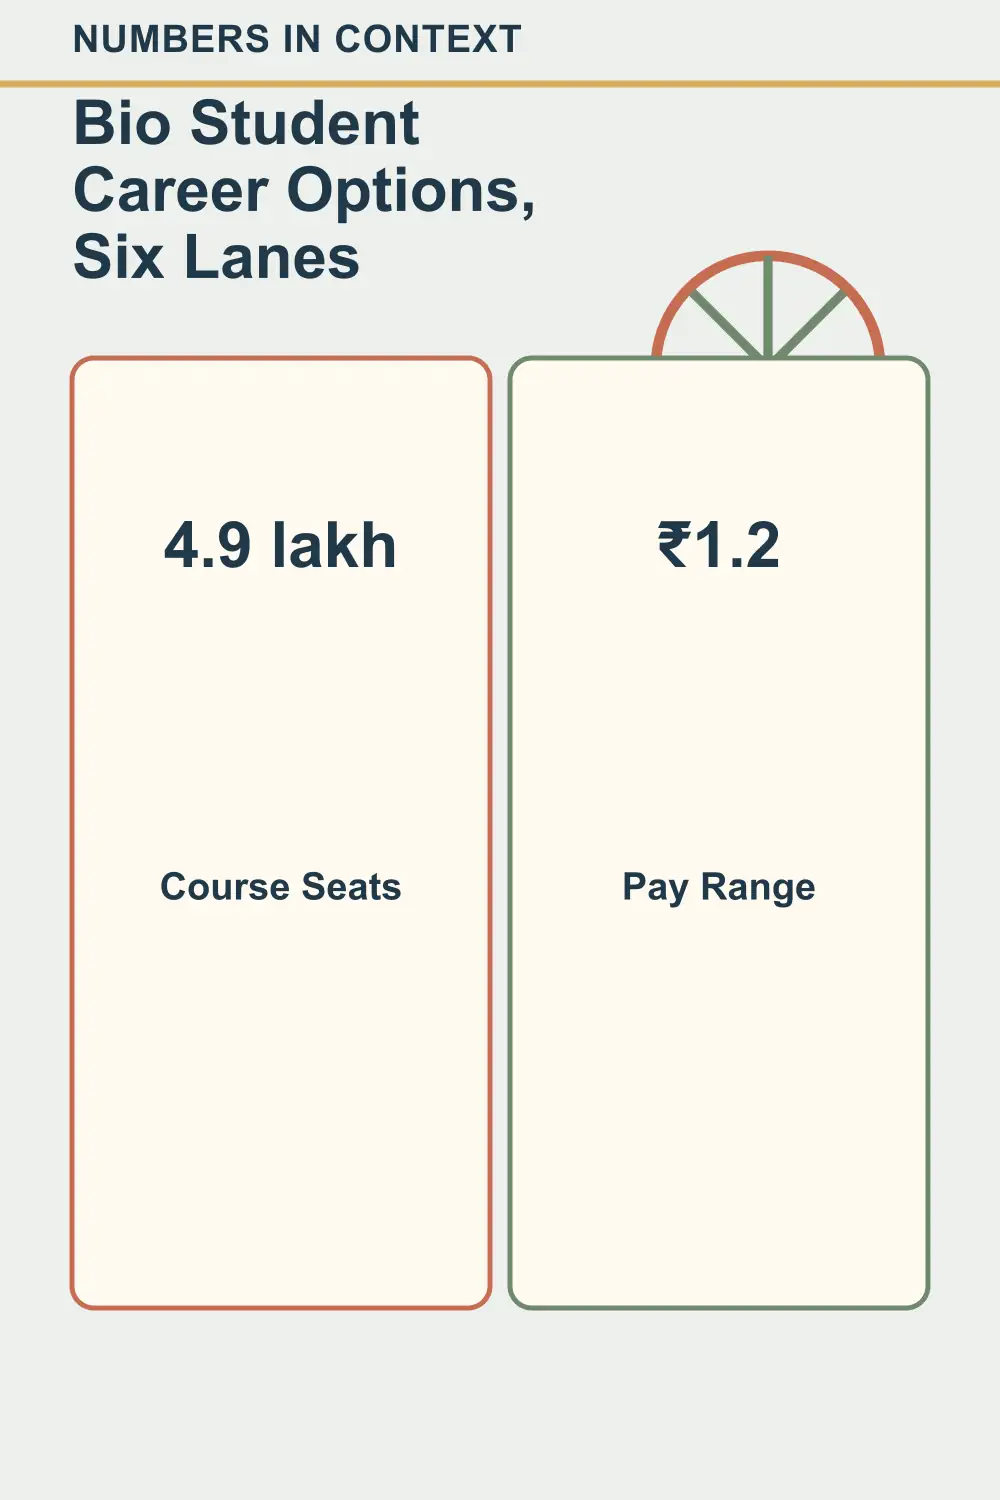 NUMBERS IN CONTEXT
Bio Student
Career Options,
Six Lanes
4.9 lakh
₹1.2
Course Seats
Pay Range